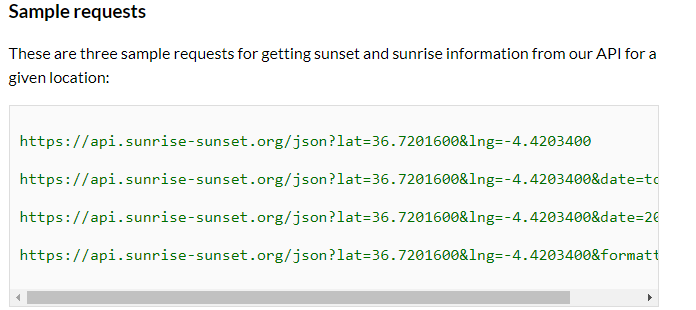 Sample requests
These are three sample requests for getting sunset and sunrise information from our API for a
given location:
https://api.sunrise-sunset.org/json?lat=36.7201600&lng=-4.4203400
https://api.sunrise-sunset.org/json?lat=36.7201600&lng=-4.4203400&date=to
https://api.sunrise-sunset.org/json?lat=36.7201600&lng=-4.4203400&date=20
https://api.sunrise-sunset.org/json?lat=36.7201600&lng=-4.4203400&formatt